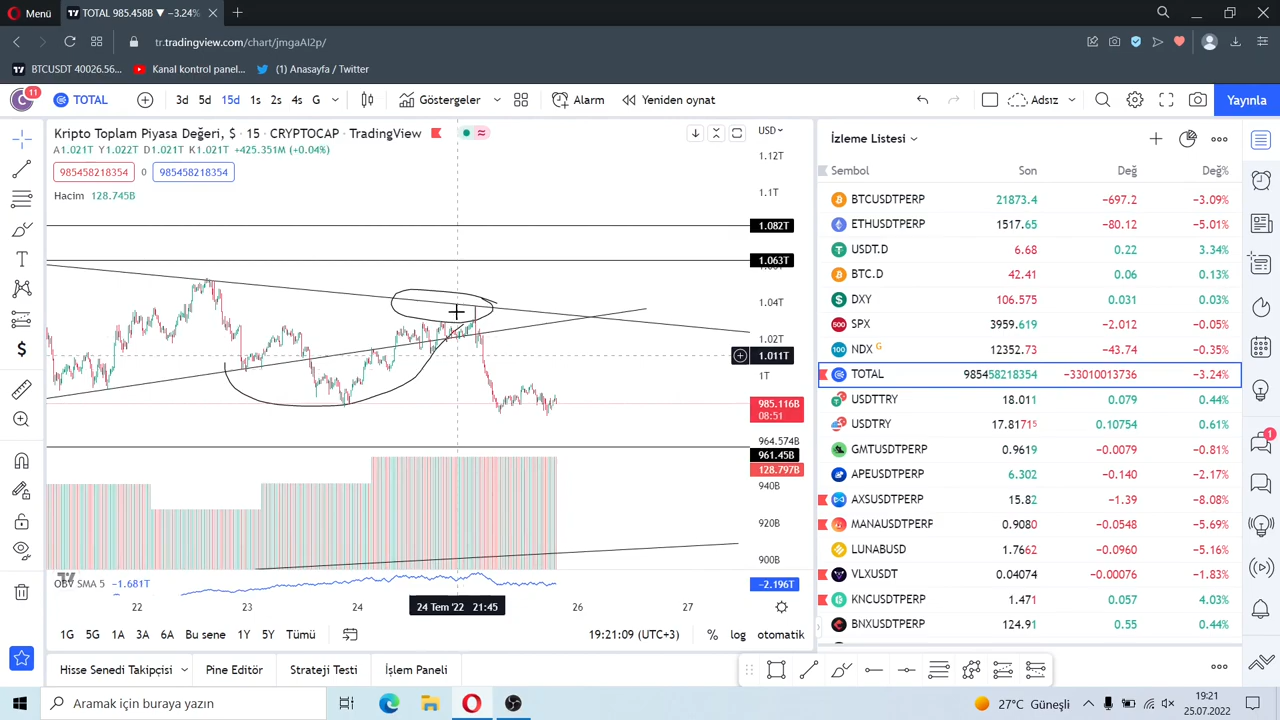 Menü
TOTAL 985.458B ▼ −3.24%
tr.tradingview.com/chart/jmgaAI2p/
BTCUSDT 40026.56...
Kanal kontrol panel...
(1) Anasayfa / Twitter
11
TOTAL
3d 5d 15d 1s 2s 4s G
Göstergeler
Alarm
Yeniden oynat
Adsız
Yayınla
Kripto Toplam Piyasa Değeri, $ · 15 · CRYPTOCAP · TradingView
A1.021T Y1.022T D1.021T K1.021T +425.351M (+0.04%)
985458218354 0 985458218354
Hacim 128.745B
USD
1.12T
1.1T
1.082T
1.063T
1.04T
1.02T
1.011T
1T
985.116B
08:51
964.574B
961.45B
128.797B
940B
920B
900B
OBV SMA 5 −1.681T
−2.196T
22 23 24 24 Tem '22 21:45 26 27
1G 5G 1A 3A 6A Bu sene 1Y 5Y Tümü
19:21:09 (UTC+3) % log otomatik
Hisse Senedi Takipçisi
Pine Editör
Strateji Testi
İşlem Paneli
İzleme Listesi
Sembol Son Değ Değ%
BTCUSDTPERP 21873.4 −697.2 −3.09%
ETHUSDTPERP 1517.65 −80.12 −5.01%
USDT.D 6.68 0.22 3.34%
BTC.D 42.41 0.06 0.13%
DXY 106.575 0.031 0.03%
SPX 3959.619 −2.012 −0.05%
NDX G 12352.73 −43.74 −0.35%
TOTAL 985458218354 −33010013736 −3.24%
USDTTRY 18.011 0.079 0.44%
USDTRY 17.8171⁵ 0.10754 0.61%
GMTUSDTPERP 0.9619 −0.0079 −0.81%
APEUSDTPERP 6.302 −0.140 −2.17%
AXSUSDTPERP 15.82 −1.39 −8.08%
MANAUSDTPERP 0.9080 −0.0548 −5.69%
LUNABUSD 1.7662 −0.0960 −5.16%
VLXUSDT 0.04074 −0.00076 −1.83%
KNCUSDTPERP 1.471 0.057 4.03%
BNXUSDTPERP 124.91 0.55 0.44%
1
Aramak için buraya yazın
27°C Güneşli
19:21
25.07.2022